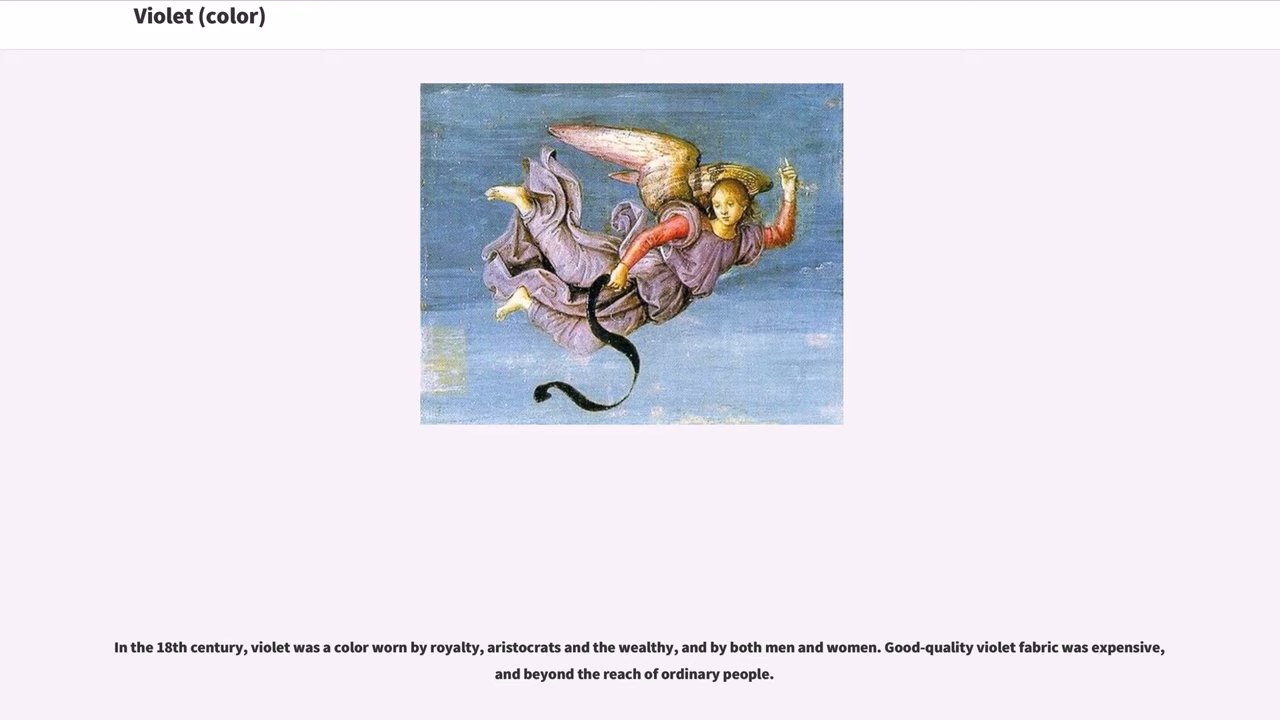 Violet (color)
In the 18th century, violet was a color worn by royalty, aristocrats and the wealthy, and by both men and women. Good-quality violet fabric was expensive,
and beyond the reach of ordinary people.